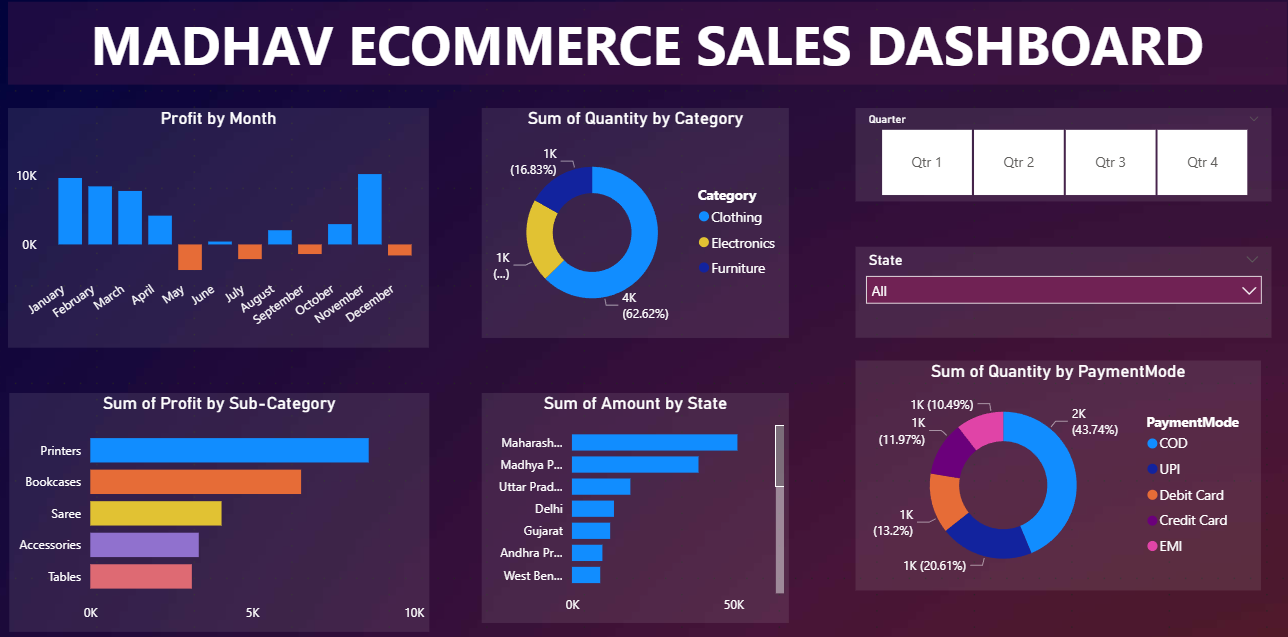 MADHAV ECOMMERCE SALES DASHBOARD
Profit by Month
10K
0K
January
February
March
April
May
June
July
August
September
October
November
December
Sum of Quantity by Category
1K
(16.83%)
1K
(...)
4K
(62.62%)
Category
Clothing
Electronics
Furniture
Quarter
Qtr 1
Qtr 2
Qtr 3
Qtr 4
State
All
Sum of Profit by Sub-Category
Printers
Bookcases
Saree
Accessories
Tables
0K
5K
10K
Sum of Amount by State
Maharash...
Madhya P...
Uttar Prad...
Delhi
Gujarat
Andhra Pr...
West Ben...
0K
50K
Sum of Quantity by PaymentMode
1K (10.49%)
1K
(11.97%)
1K
(13.2%)
1K (20.61%)
2K
(43.74%)
PaymentMode
COD
UPI
Debit Card
Credit Card
EMI